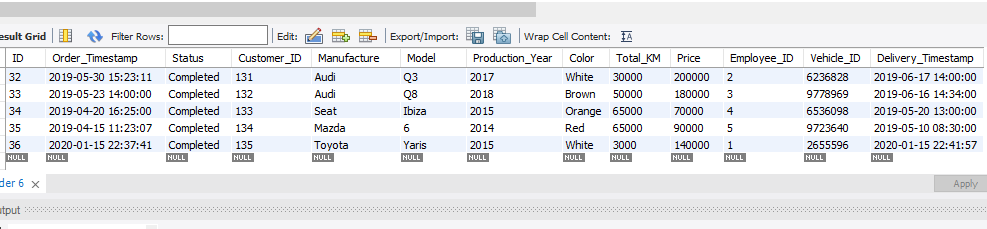 esult Grid Filter Rows: Edit: Export/Import: Wrap Cell Content:
ID Order_Timestamp Status Customer_ID Manufacture Model Production_Year Color Total_KM Price Employee_ID Vehicle_ID Delivery_Timestamp
32 2019-05-30 15:23:11 Completed 131 Audi Q3 2017 White 30000 200000 2 6236828 2019-06-17 14:00:00
33 2019-05-23 14:00:00 Completed 132 Audi Q8 2018 Brown 50000 180000 3 9778969 2019-06-16 14:34:00
34 2019-04-20 16:25:00 Completed 133 Seat Ibiza 2015 Orange 65000 70000 4 6536098 2019-05-20 13:00:00
35 2019-04-15 11:23:07 Completed 134 Mazda 6 2014 Red 65000 90000 5 9723640 2019-05-10 08:30:00
36 2020-01-15 22:37:41 Completed 135 Toyota Yaris 2015 White 3000 140000 1 2655596 2020-01-15 22:41:57
NULL NULL NULL NULL NULL NULL NULL NULL NULL NULL NULL NULL NULL
der 6 Apply
utput